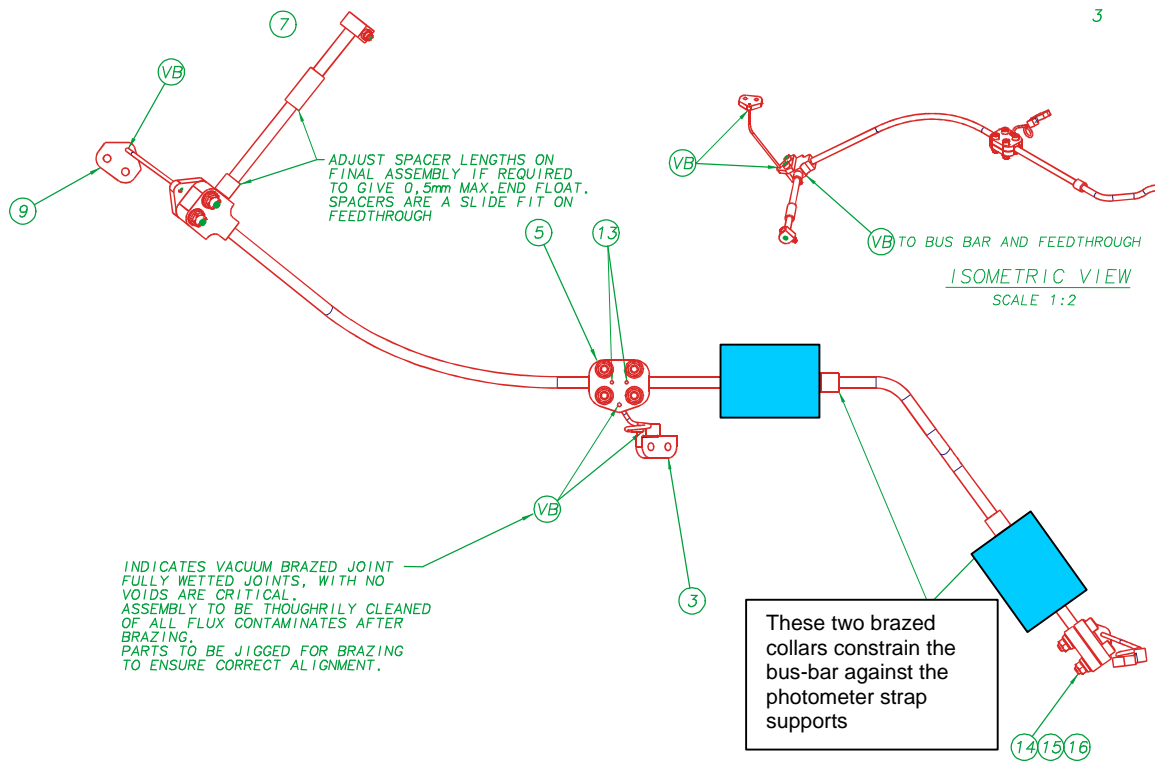 7
3
VB
9
ADJUST SPACER LENGTHS ON
FINAL ASSEMBLY IF REQUIRED
TO GIVE 0,5mm MAX.END FLOAT.
SPACERS ARE A SLIDE FIT ON
FEEDTHROUGH
VB
VB TO BUS BAR AND FEEDTHROUGH
ISOMETRIC VIEW
SCALE 1:2
5
13
VB
INDICATES VACUUM BRAZED JOINT
FULLY WETTED JOINTS, WITH NO
VOIDS ARE CRITICAL.
ASSEMBLY TO BE THOUGHRILY CLEANED
OF ALL FLUX CONTAMINATES AFTER
BRAZING.
PARTS TO BE JIGGED FOR BRAZING
TO ENSURE CORRECT ALIGNMENT.
3
These two brazed
collars constrain the
bus-bar against the
photometer strap
supports
14 15 16